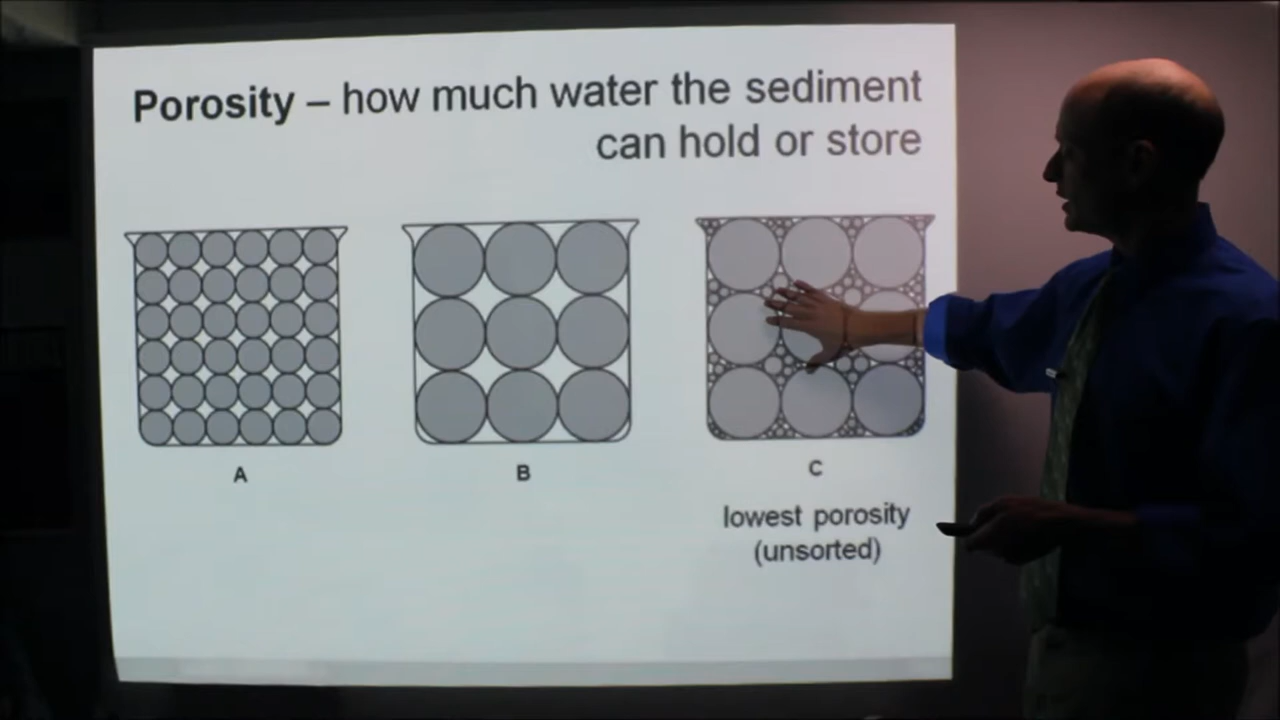 Porosity – how much water the sediment
can hold or store
A
B
C
lowest porosity
(unsorted)